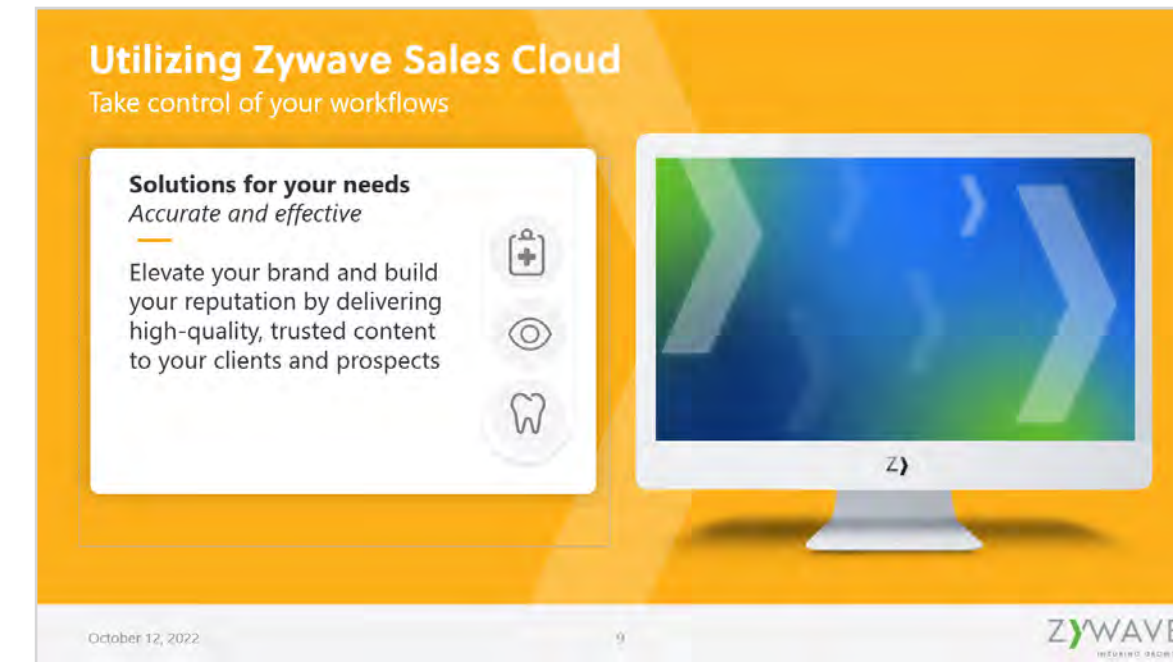 Utilizing Zywave Sales Cloud
Take control of your workflows
Solutions for your needs
Accurate and effective
Elevate your brand and build
your reputation by delivering
high-quality, trusted content
to your clients and prospects
Z
October 12, 2022
9
ZYWAVE